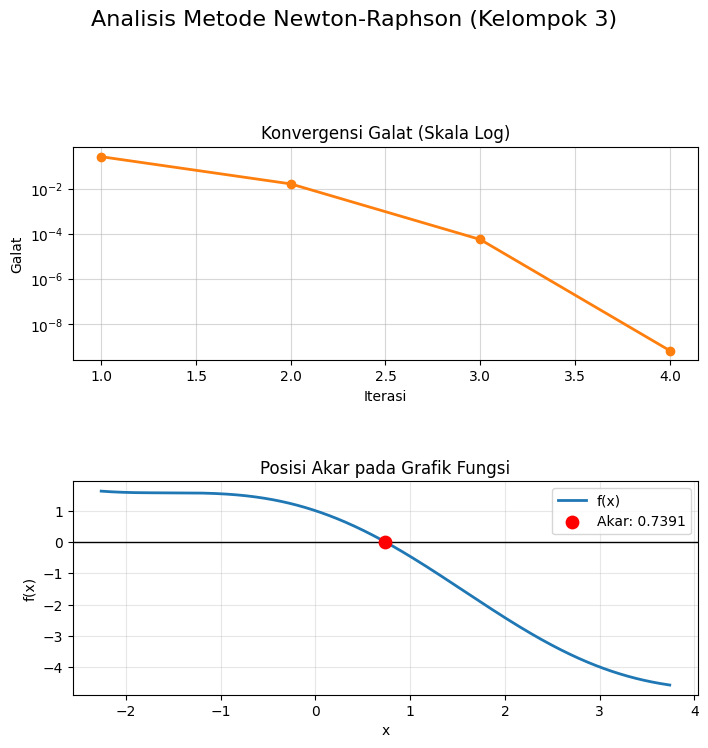 Analisis Metode Newton-Raphson (Kelompok 3)
Konvergensi Galat (Skala Log)
Galat
10⁻²
10⁻⁴
10⁻⁶
10⁻⁸
1.0 1.5 2.0 2.5 3.0 3.5 4.0
Iterasi
Posisi Akar pada Grafik Fungsi
f(x)
1
0
−1
−2
−3
−4
f(x)
Akar: 0.7391
−2 −1 0 1 2 3 4
x